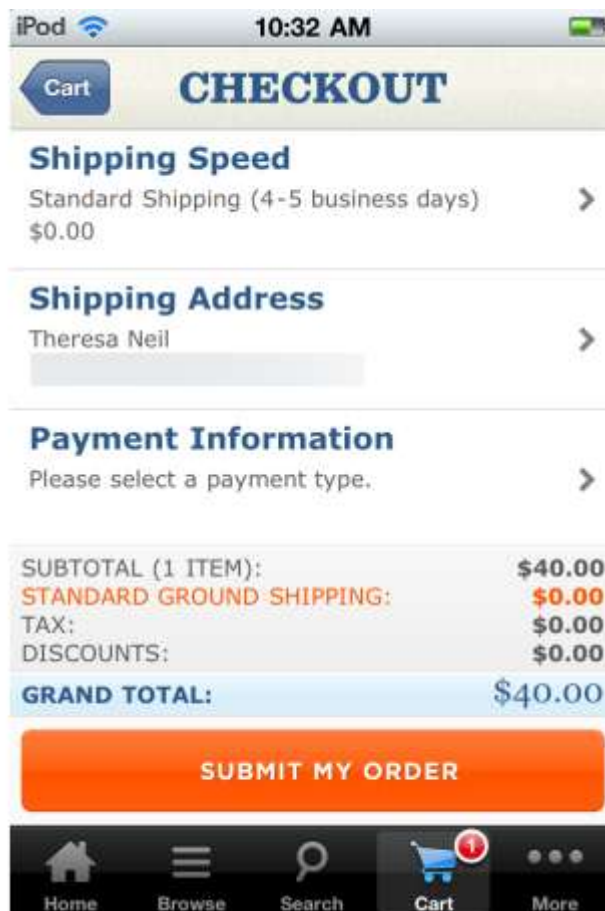 iPod 10:32 AM
Cart CHECKOUT
Shipping Speed
Standard Shipping (4-5 business days)
$0.00
Shipping Address
Theresa Neil
Payment Information
Please select a payment type.
SUBTOTAL (1 ITEM): $40.00
STANDARD GROUND SHIPPING: $0.00
TAX: $0.00
DISCOUNTS: $0.00
GRAND TOTAL: $40.00
SUBMIT MY ORDER
1
Home Browse Search Cart More